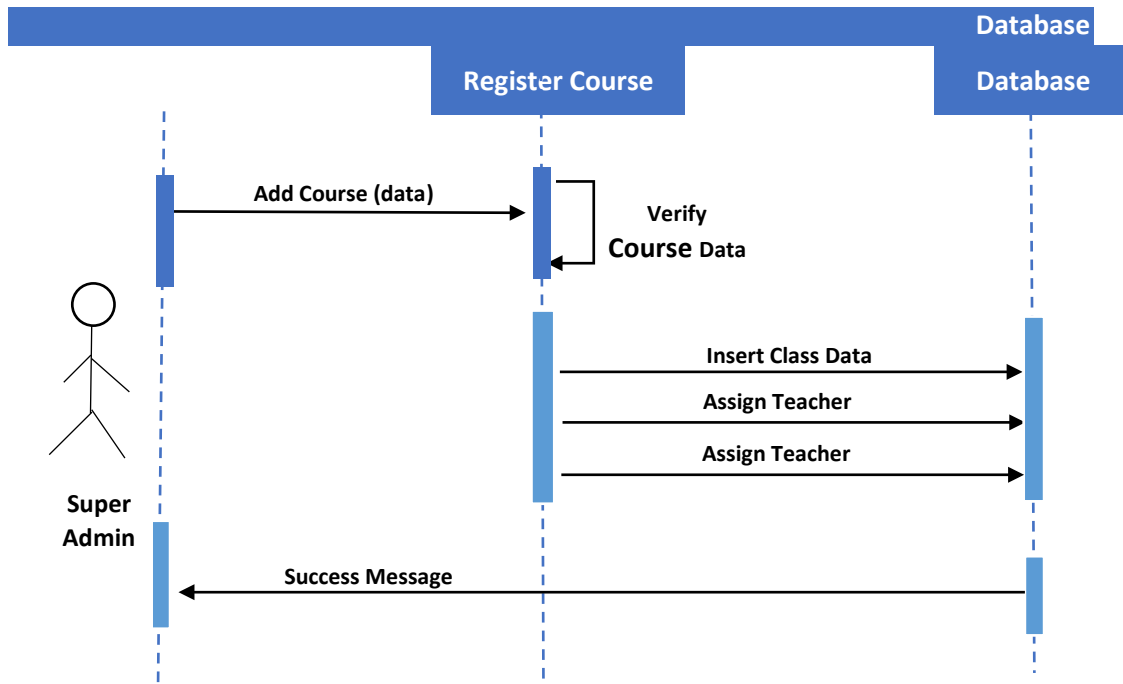 Database
Register Course
Database
Add Course (data)
Verify
Course Data
Insert Class Data
Assign Teacher
Assign Teacher
Super
Admin
Success Message